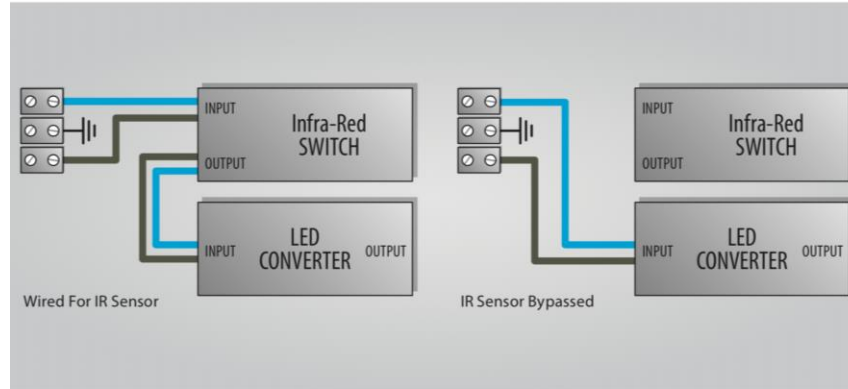 INPUT
Infra-Red
SWITCH
OUTPUT
INPUT
LED
CONVERTER
OUTPUT
Wired For IR Sensor
INPUT
Infra-Red
SWITCH
OUTPUT
INPUT
LED
CONVERTER
OUTPUT
IR Sensor Bypassed